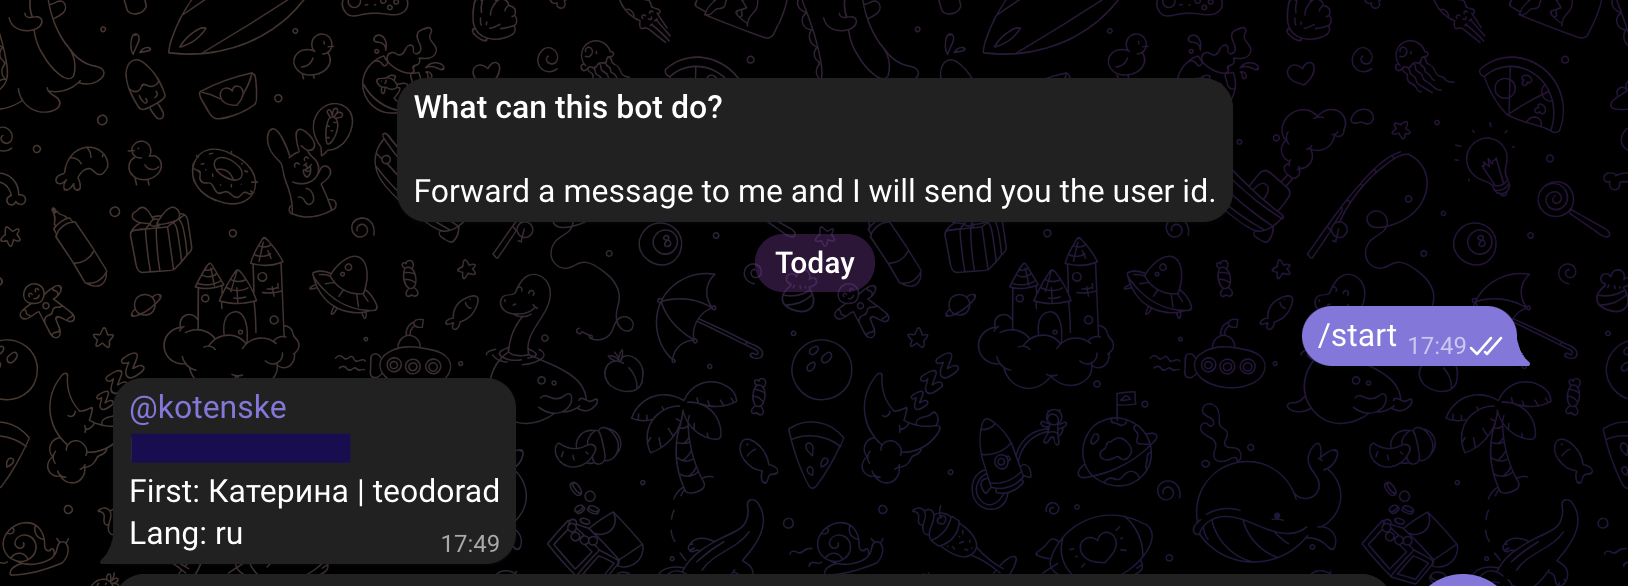 What can this bot do?
Forward a message to me and I will send you the user id.
Today
/start 17:49
@kotenske
First: Катерина | teodorad
Lang: ru
17:49